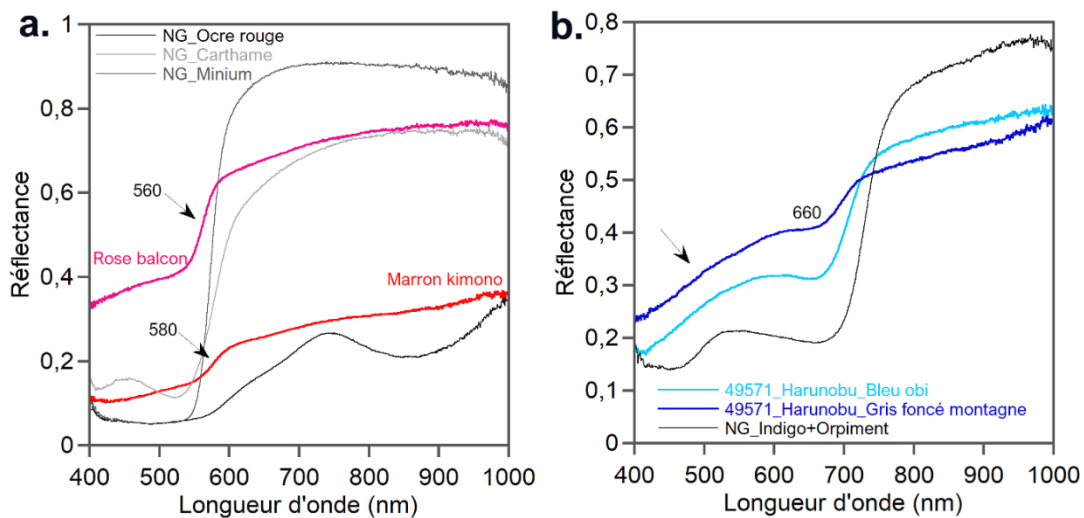 a.
NG_Ocre rouge
NG_Carthame
NG_Minium
1
0,8
0,6
0,4
0,2
0
400 500 600 700 800 900 1000
Réflectance
Longueur d'onde (nm)
560
Rose balcon
580
Marron kimono
b.
0,8
0,7
0,6
0,5
0,4
0,3
0,2
0,1
0
400 500 600 700 800 900 1000
Réflectance
Longueur d'onde (nm)
660
49571_Harunobu_Bleu obi
49571_Harunobu_Gris foncé montagne
NG_Indigo+Orpiment